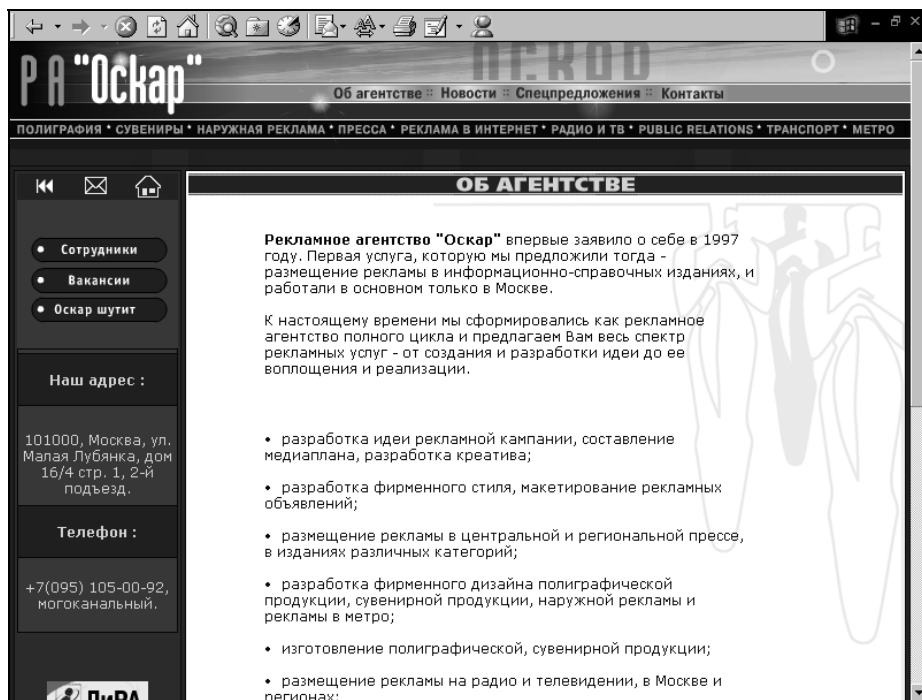 РА "Оскар"
ОСКАР
Об агентстве :: Новости :: Спецпредложения :: Контакты
ПОЛИГРАФИЯ • СУВЕНИРЫ • НАРУЖНАЯ РЕКЛАМА • ПРЕССА • РЕКЛАМА В ИНТЕРНЕТ • РАДИО И ТВ • PUBLIC RELATIONS • ТРАНСПОРТ • МЕТРО
Сотрудники
Вакансии
Оскар шутит
Наш адрес :
101000, Москва, ул.
Малая Лубянка, дом
16/4 стр. 1, 2-й
подъезд.
Телефон :
+7(095) 105-00-92,
могоканальный.
ЛиРА
ОБ АГЕНТСТВЕ
Рекламное агентство "Оскар" впервые заявило о себе в 1997
году. Первая услуга, которую мы предложили тогда -
размещение рекламы в информационно-справочных изданиях, и
работали в основном только в Москве.
К настоящему времени мы сформировались как рекламное
агентство полного цикла и предлагаем Вам весь спектр
рекламных услуг - от создания и разработки идеи до ее
воплощения и реализации.
• разработка идеи рекламной кампании, составление
медиаплана, разработка креатива;
• разработка фирменного стиля, макетирование рекламных
объявлений;
• размещение рекламы в центральной и региональной прессе,
в изданиях различных категорий;
• разработка фирменного дизайна полиграфической
продукции, сувенирной продукции, наружной рекламы и
рекламы в метро;
• изготовление полиграфической, сувенирной продукции;
• размещение рекламы на радио и телевидении, в Москве и
регионах;